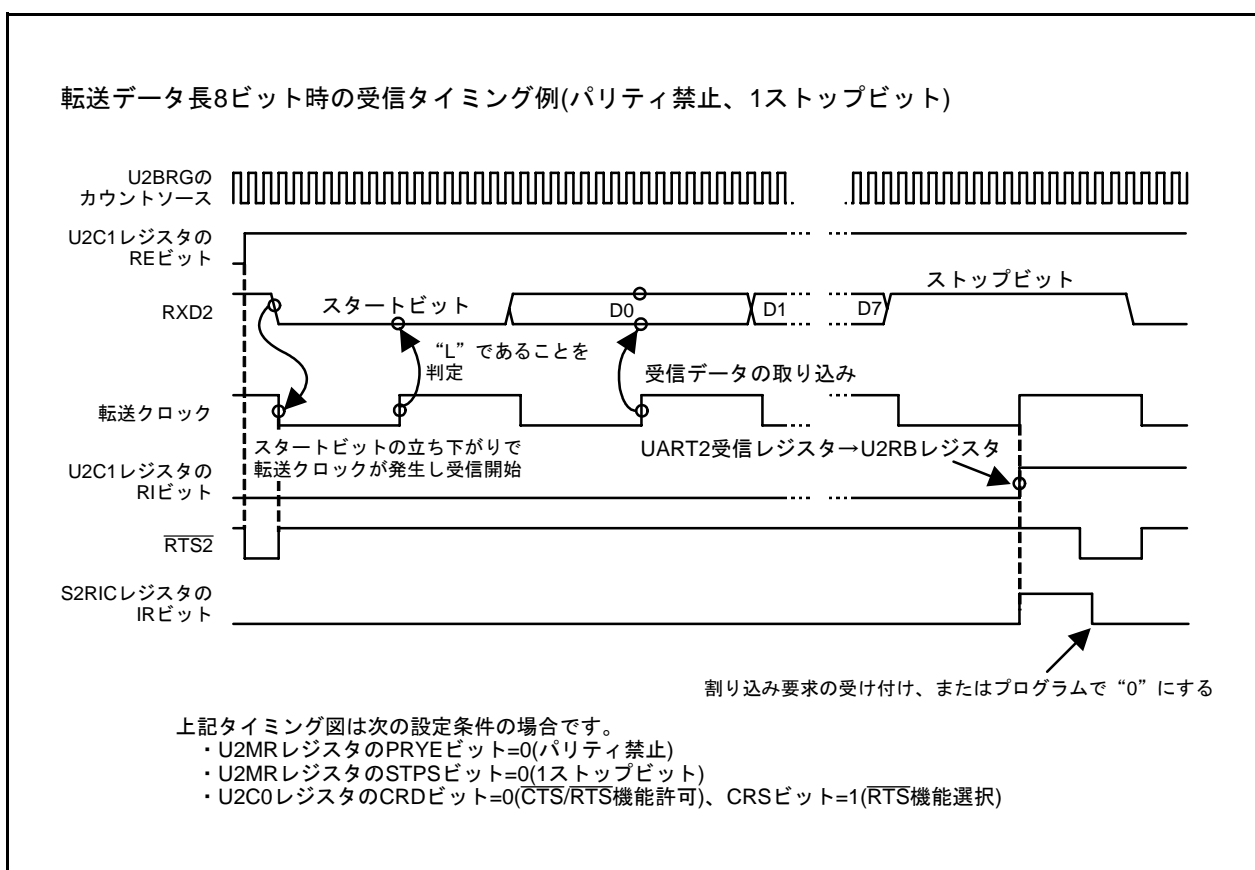 転送データ長8ビット時の受信タイミング例(パリティ禁止、1ストップビット)
U2BRGの
カウントソース
U2C1レジスタの
REビット
RXD2
スタートビット
D0
D1
D7
ストップビット
“L”であることを
判定
受信データの取り込み
転送クロック
スタートビットの立ち下がりで
転送クロックが発生し受信開始
UART2受信レジスタ→U2RBレジスタ
U2C1レジスタの
RIビット
RTS2
S2RICレジスタの
IRビット
割り込み要求の受け付け、またはプログラムで“0”にする
上記タイミング図は次の設定条件の場合です。
・U2MRレジスタのPRYEビット=0(パリティ禁止)
・U2MRレジスタのSTPSビット=0(1ストップビット)
・U2C0レジスタのCRDビット=0(CTS/RTS機能許可)、CRSビット=1(RTS機能選択)